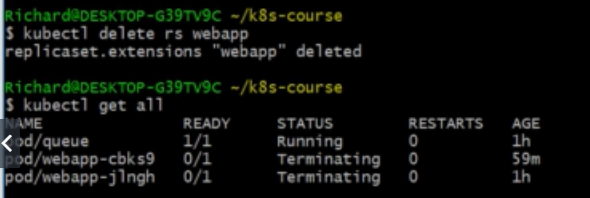 Richard@DESKTOP-G39TV9C ~/k8s-course
$ kubectl delete rs webapp
replicaset.extensions "webapp" deleted
Richard@DESKTOP-G39TV9C ~/k8s-course
$ kubectl get all
NAME READY STATUS RESTARTS AGE
pod/queue 1/1 Running 0 1h
pod/webapp-cbks9 0/1 Terminating 0 59m
pod/webapp-jlngh 0/1 Terminating 0 1h